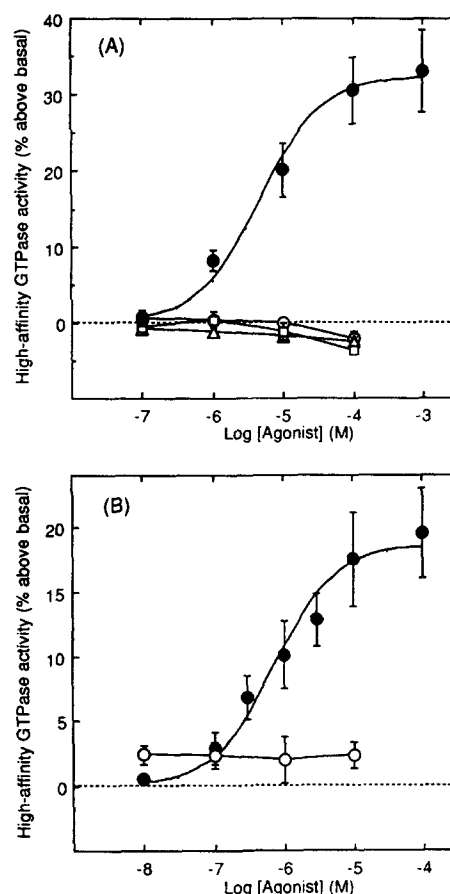 (A)
High-affinity GTPase activity (% above basal)
40
30
20
10
0
-7 -6 -5 -4 -3
Log [Agonist] (M)
(B)
High-affinity GTPase activity (% above basal)
20
15
10
5
0
-8 -7 -6 -5 -4
Log [Agonist] (M)